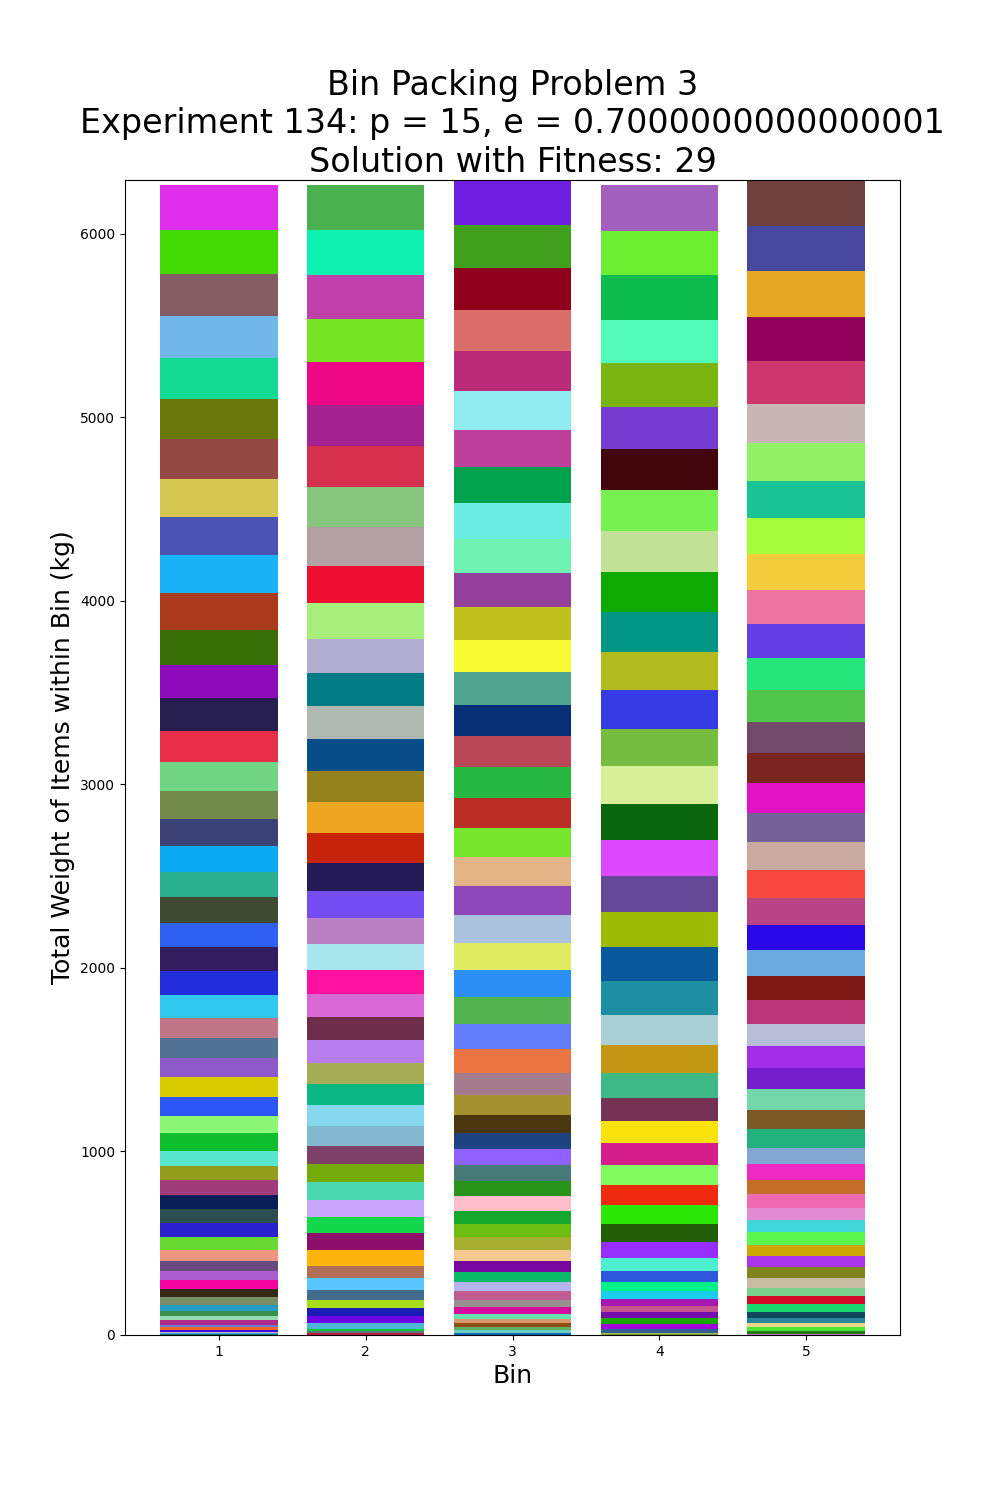 Bin Packing Problem 3
Experiment 134: p = 15, e = 0.7000000000000001
Solution with Fitness: 29
Total Weight of Items within Bin (kg)
6000
5000
4000
3000
2000
1000
0
1 2 3 4 5
Bin